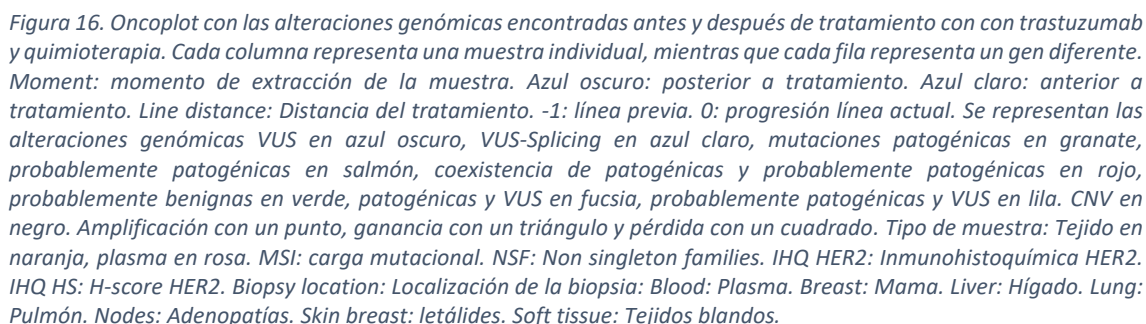 Figura 16. Oncoplot con las alteraciones genómicas encontradas antes y después de tratamiento con con trastuzumab
y quimioterapia. Cada columna representa una muestra individual, mientras que cada fila representa un gen diferente.
Moment: momento de extracción de la muestra. Azul oscuro: posterior a tratamiento. Azul claro: anterior a
tratamiento. Line distance: Distancia del tratamiento. -1: línea previa. 0: progresión línea actual. Se representan las
alteraciones genómicas VUS en azul oscuro, VUS-Splicing en azul claro, mutaciones patogénicas en granate,
probablemente patogénicas en salmón, coexistencia de patogénicas y probablemente patogénicas en rojo,
probablemente benignas en verde, patogénicas y VUS en fucsia, probablemente patogénicas y VUS en lila. CNV en
negro. Amplificación con un punto, ganancia con un triángulo y pérdida con un cuadrado. Tipo de muestra: Tejido en
naranja, plasma en rosa. MSI: carga mutacional. NSF: Non singleton families. IHQ HER2: Inmunohistoquímica HER2.
IHQ HS: H-score HER2. Biopsy location: Localización de la biopsia: Blood: Plasma. Breast: Mama. Liver: Hígado. Lung:
Pulmón. Nodes: Adenopatías. Skin breast: letálides. Soft tissue: Tejidos blandos.